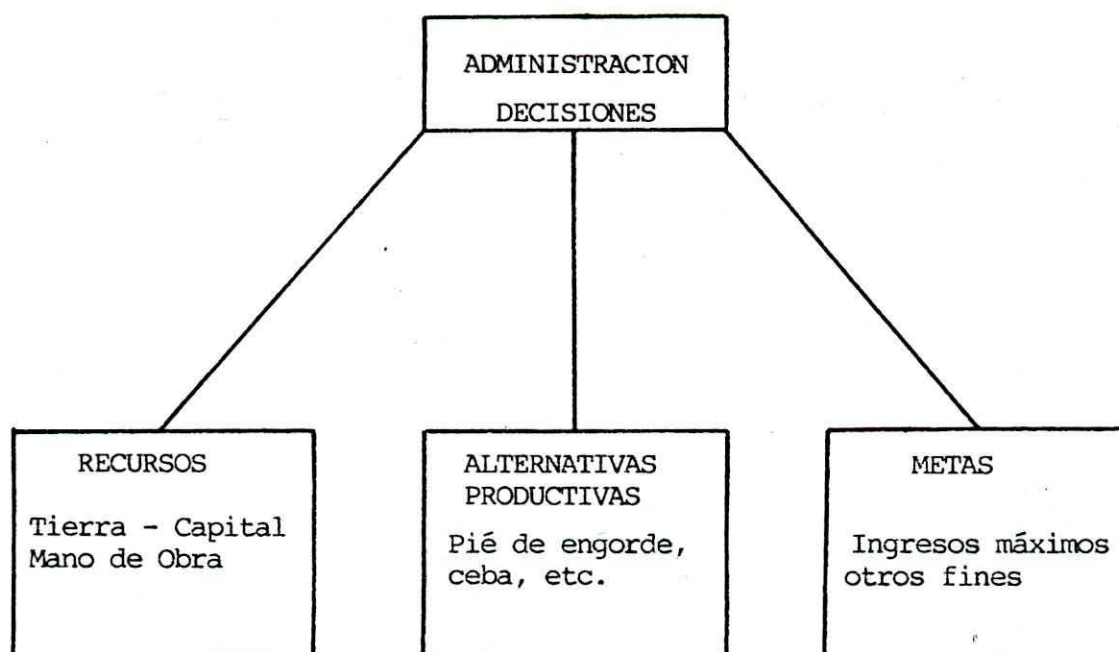 ADMINISTRACION
DECISIONES
RECURSOS
Tierra - Capital
Mano de Obra
ALTERNATIVAS
PRODUCTIVAS
Pié de engorde,
ceba, etc.
METAS
Ingresos máximos
otros fines